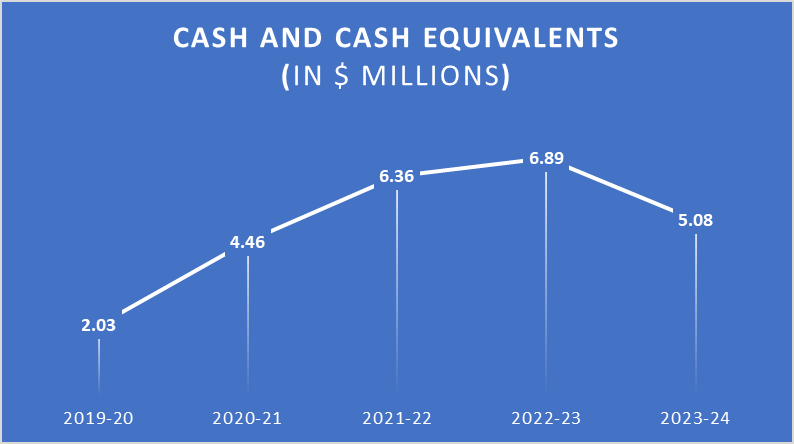 CASH AND CASH EQUIVALENTS
(IN $ MILLIONS)
6.89
6.36
5.08
4.46
2.03
2019-20 2020-21 2021-22 2022-23 2023-24